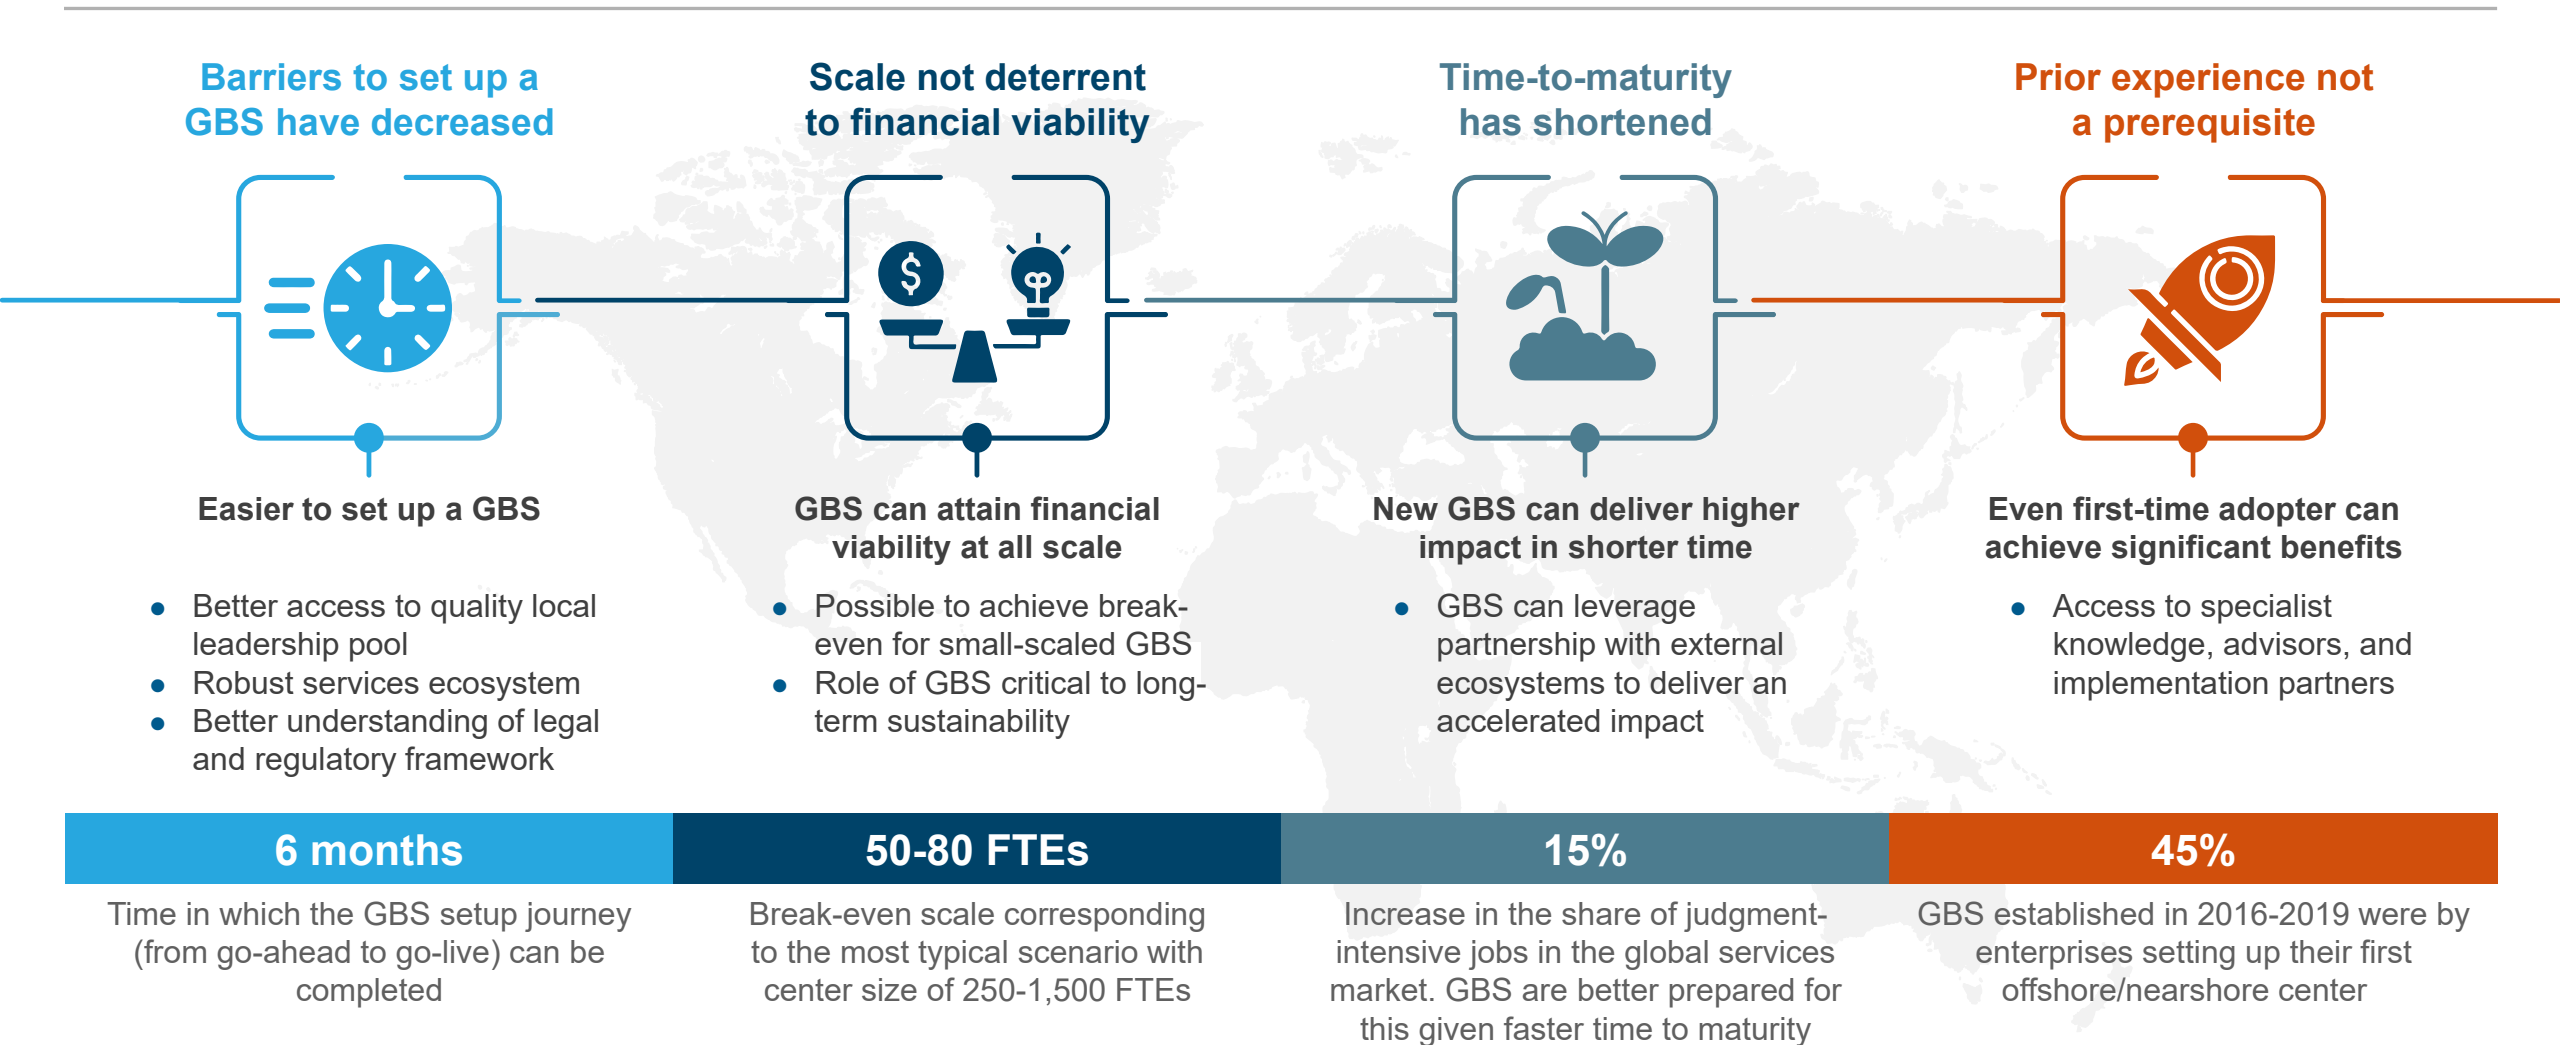 Barriers to set up a
GBS have decreased
Easier to set up a GBS
● Better access to quality local
leadership pool
● Robust services ecosystem
● Better understanding of legal
and regulatory framework
6 months
Time in which the GBS setup journey
(from go-ahead to go-live) can be
completed
Scale not deterrent
to financial viability
$
GBS can attain financial
viability at all scale
● Possible to achieve break-
even for small-scaled GBS
● Role of GBS critical to long-
term sustainability
50-80 FTEs
Break-even scale corresponding
to the most typical scenario with
center size of 250-1,500 FTEs
Time-to-maturity
has shortened
New GBS can deliver higher
impact in shorter time
● GBS can leverage
partnership with external
ecosystems to deliver an
accelerated impact
15%
Increase in the share of judgment-
intensive jobs in the global services
market. GBS are better prepared for
this given faster time to maturity
Prior experience not
a prerequisite
Even first-time adopter can
achieve significant benefits
● Access to specialist
knowledge, advisors, and
implementation partners
45%
GBS established in 2016-2019 were by
enterprises setting up their first
offshore/nearshore center